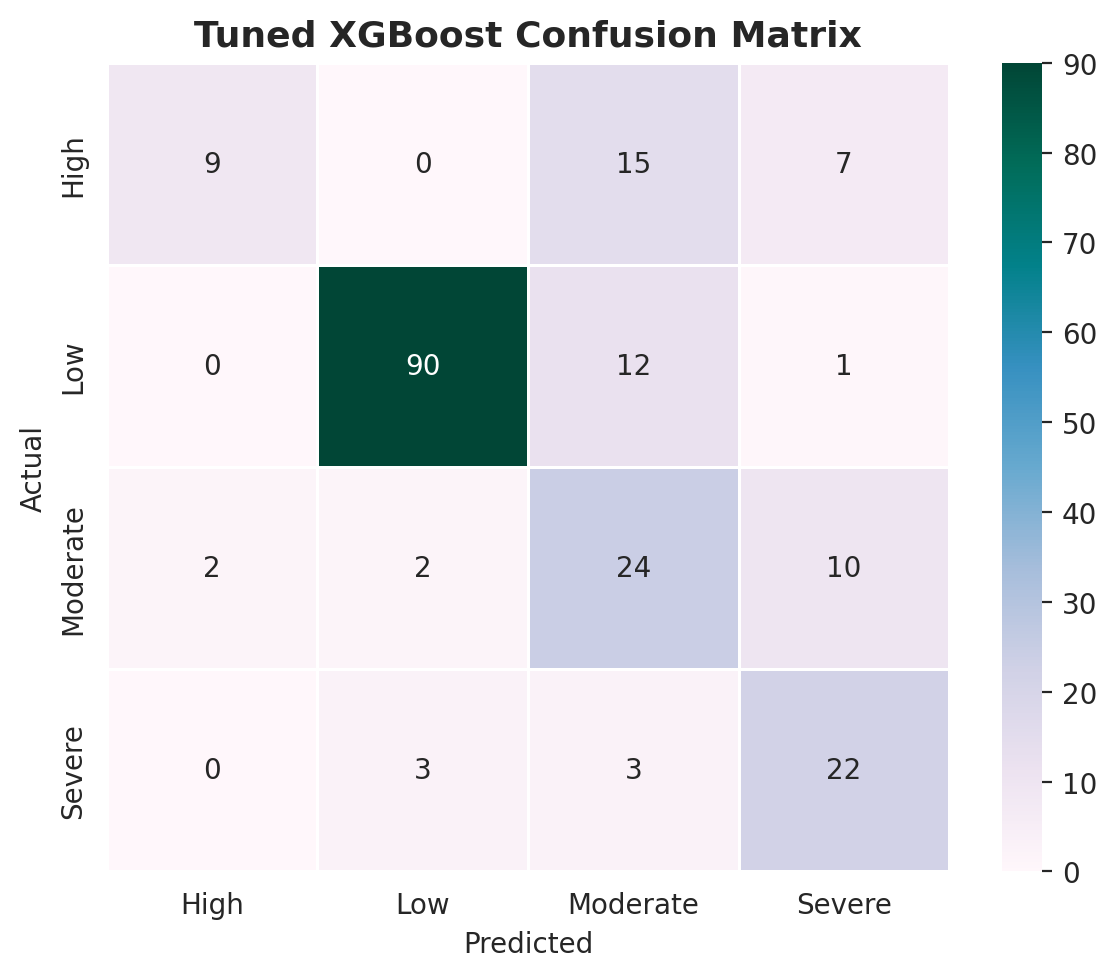 Tuned XGBoost Confusion Matrix
High 9 0 15 7
Low 0 90 12 1
Moderate 2 2 24 10
Severe 0 3 3 22
High Low Moderate Severe
Predicted
Actual
90
80
70
60
50
40
30
20
10
0